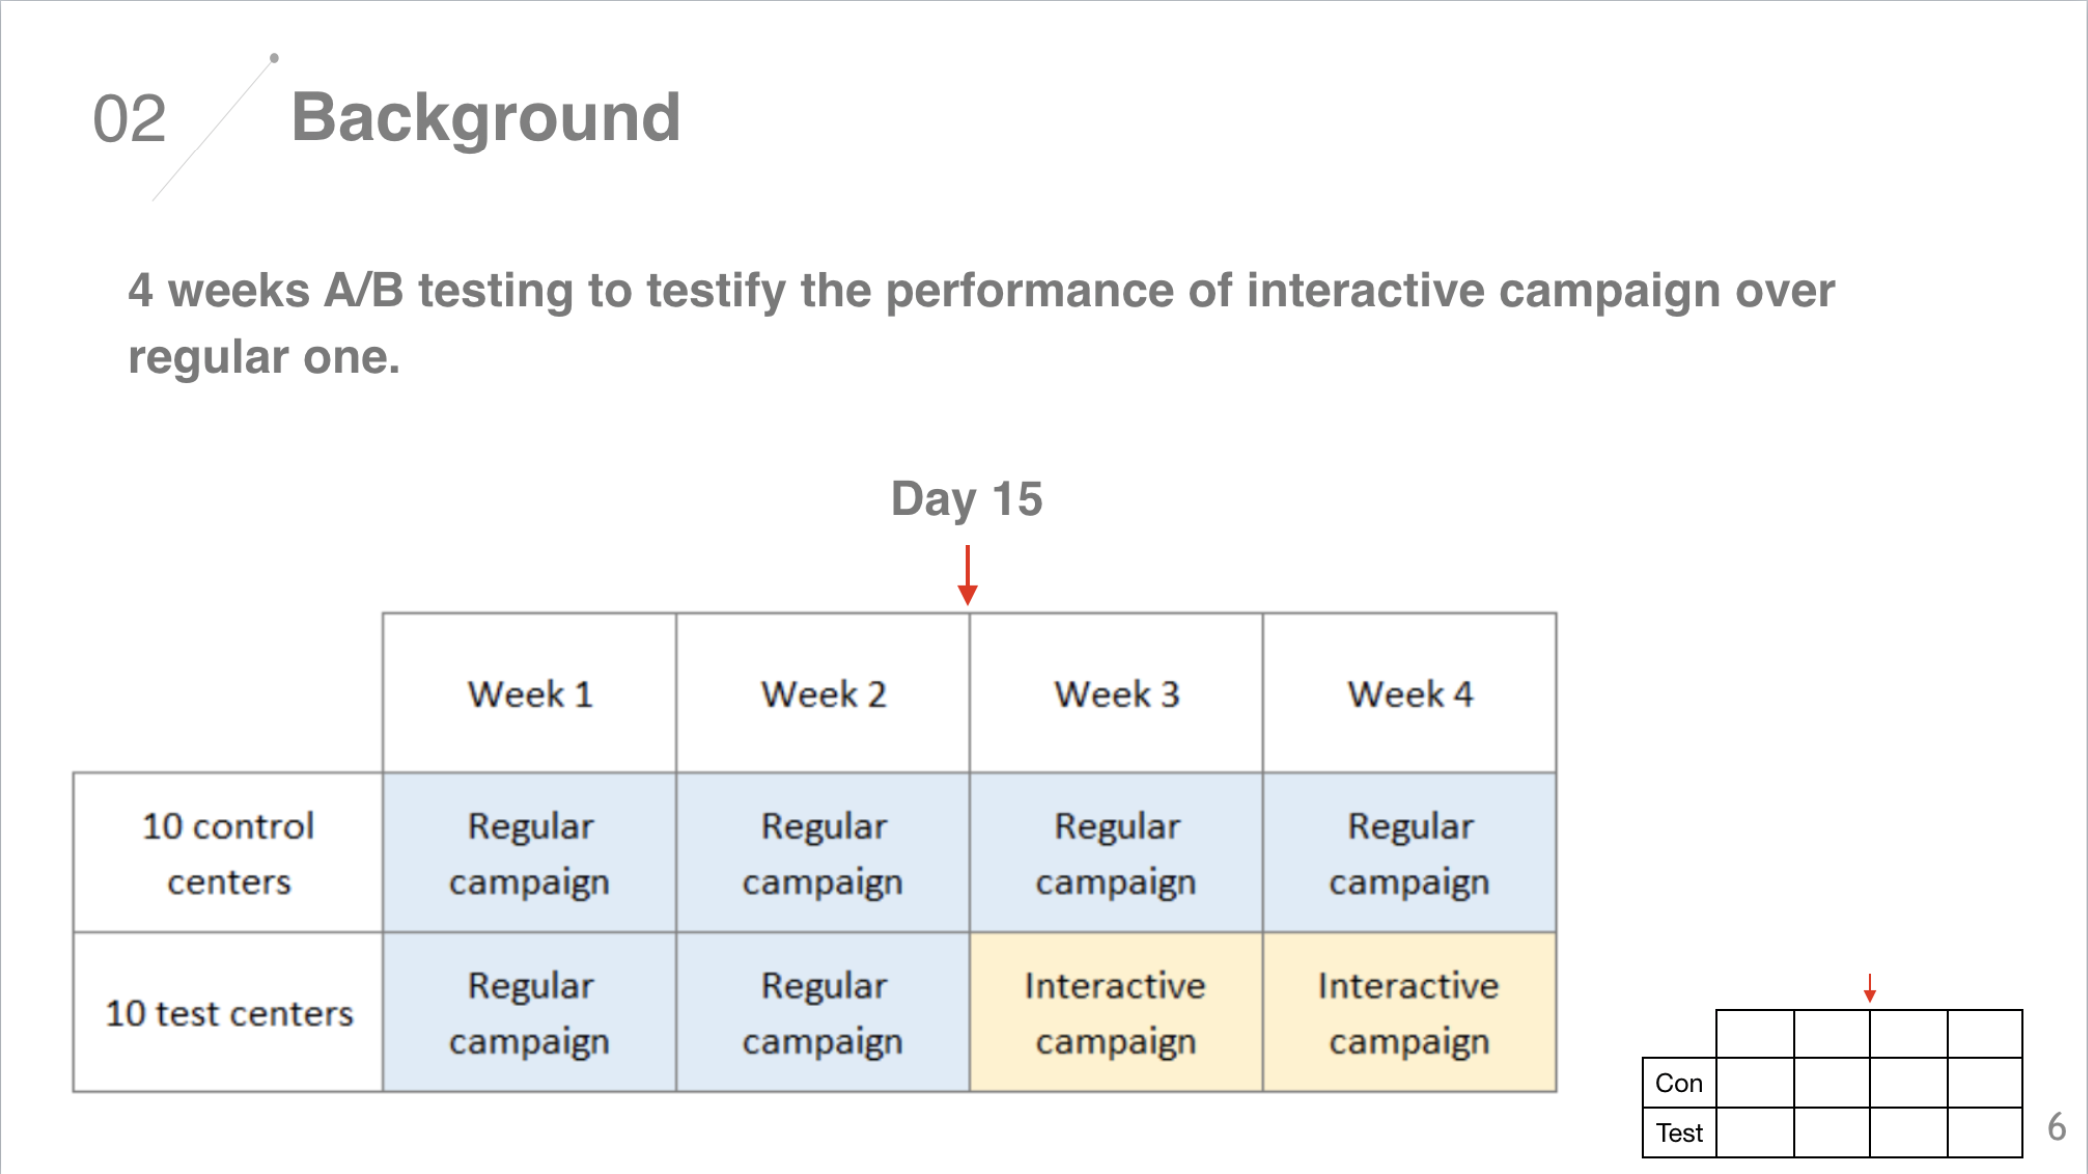 02 Background
4 weeks A/B testing to testify the performance of interactive campaign over
regular one.
Day 15
Week 1 Week 2 Week 3 Week 4
10 control
centers
Regular
campaign
Regular
campaign
Regular
campaign
Regular
campaign
10 test centers
Regular
campaign
Regular
campaign
Interactive
campaign
Interactive
campaign
Con
Test
6